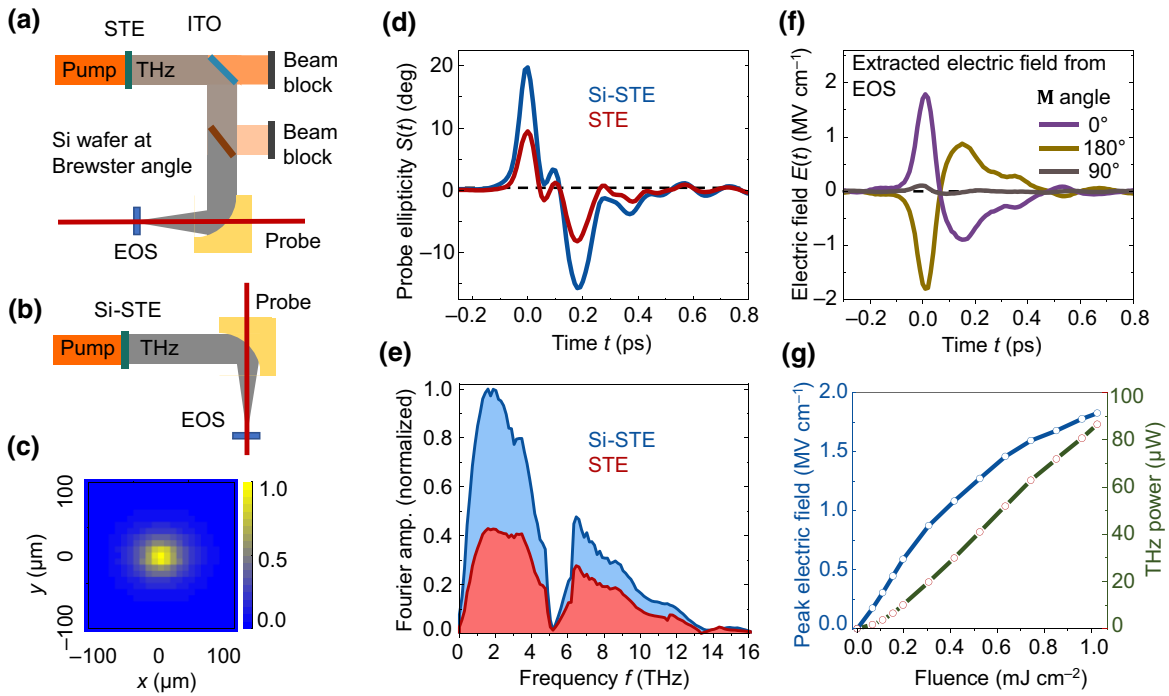 (a)
STE
ITO
Pump
THz
Beam
block
Si wafer at
Brewster angle
Beam
block
EOS
Probe
(b)
Si-STE
Probe
Pump
THz
EOS
(c)
100
0
−100
y (µm)
−100
0
100
x (µm)
1.0
0.5
0.0
(d)
Probe ellipticity S(t) (deg)
20
10
0
−10
Si-STE
STE
−0.2
0.0
0.2
0.4
0.6
0.8
Time t (ps)
(e)
Fourier amp. (normalized)
1.0
0.8
0.6
0.4
0.2
0.0
Si-STE
STE
0
2
4
6
8
10
12
14
16
Frequency f (THz)
(f)
Electric field E(t) (MV cm⁻¹)
2
1
0
−1
−2
Extracted electric field from
EOS
M angle
0°
180°
90°
−0.2
0.0
0.2
0.4
0.6
0.8
Time t (ps)
(g)
Peak electric field (MV cm⁻¹)
2.0
1.5
1.0
0.5
0.0
100
80
60
40
20
0
THz power (µW)
0.0
0.2
0.4
0.6
0.8
1.0
Fluence (mJ cm⁻²)